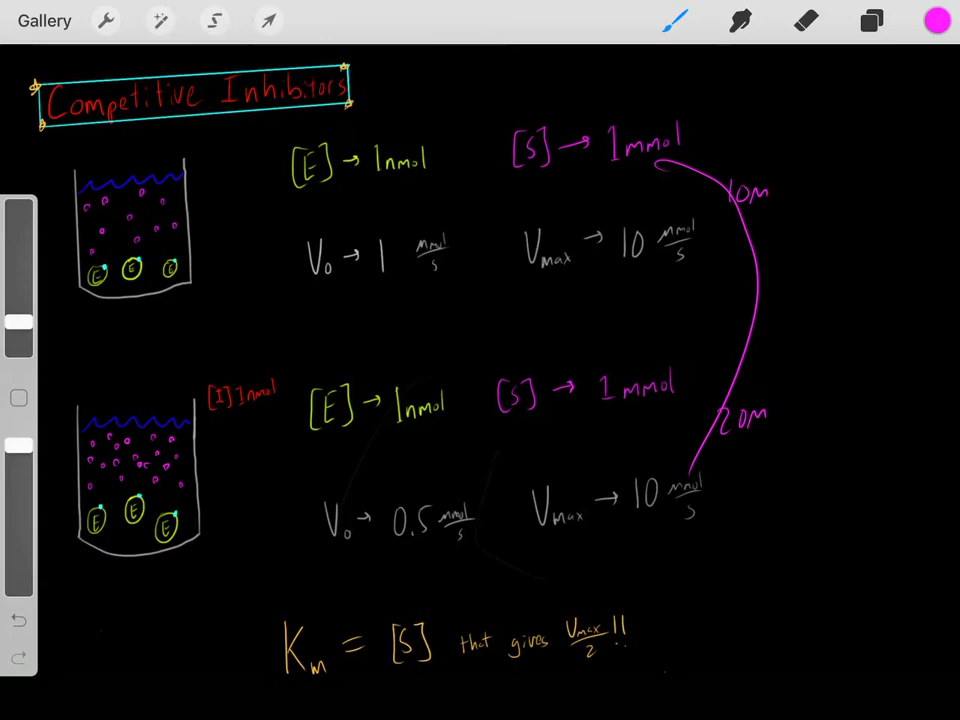 Gallery
Competitive Inhibitors
[E] → 1nmol
[S] → 1mmol
10M
V₀ → 1 mmol/s
Vmax → 10 mmol/s
E E E
[I] 1nmol
[E] → 1nmol
[S] → 1 mmol
20M
V₀ → 0.5 mmol/s
Vmax → 10 mmol/s
E E E
Km = [S] that gives Vmax/2 !!